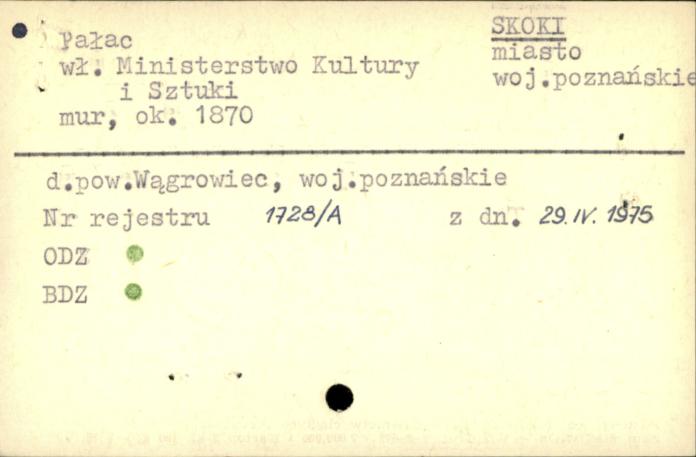 SKOKI
Pałac
miasto
wł. Ministerstwo Kultury
woj.poznańskie
i Sztuki
mur, ok. 1870
d.pow.Wągrowiec, woj.poznańskie
Nr rejestru 1728/A z dn. 29.IV.1975
ODZ
BDZ